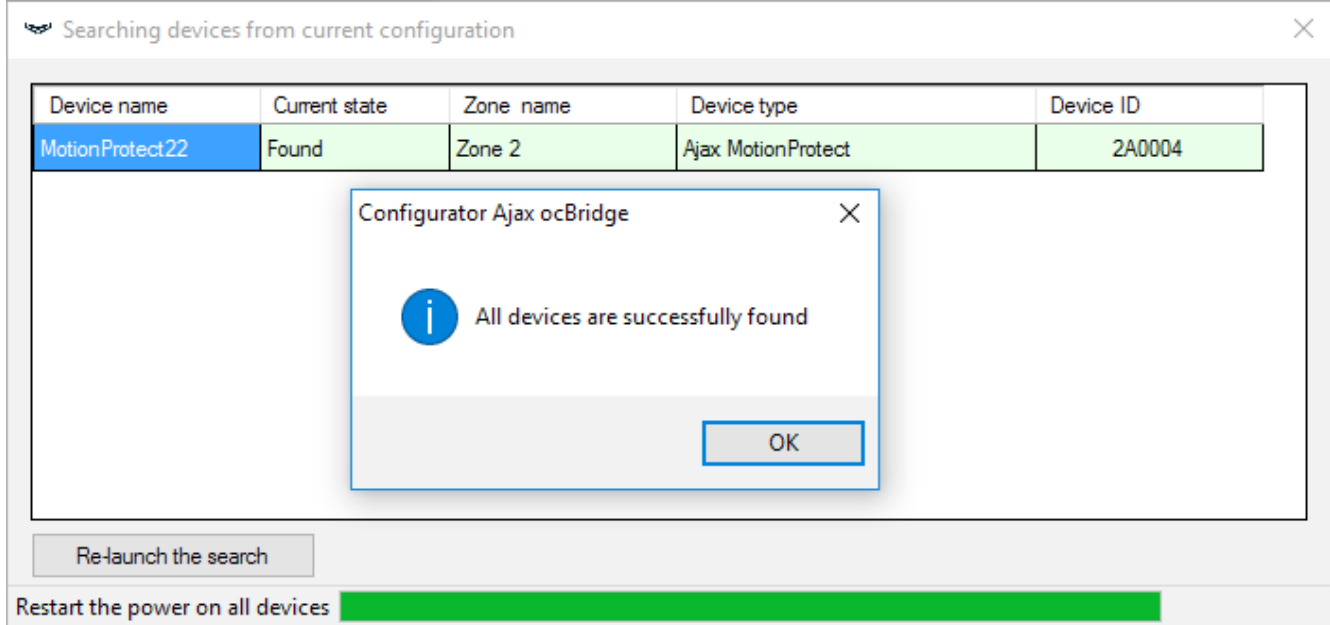 Searching devices from current configuration
Device name Current state Zone name Device type Device ID
MotionProtect22 Found Zone 2 Ajax MotionProtect 2A0004
Configurator Ajax ocBridge
i
All devices are successfully found
OK
Re-launch the search
Restart the power on all devices